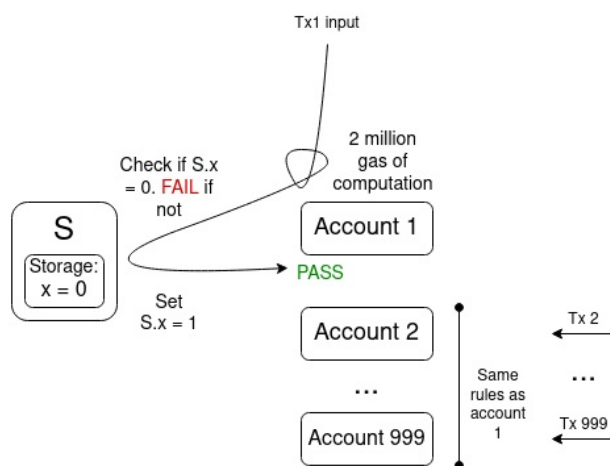 Tx1 input
2 million
gas of
computation
Check if S.x
= 0. FAIL if
not
S
Storage:
x = 0
Account 1
PASS
Set
S.x = 1
Account 2
Tx 2
...
Same
rules as
account
1
...
Account 999
Tx 999